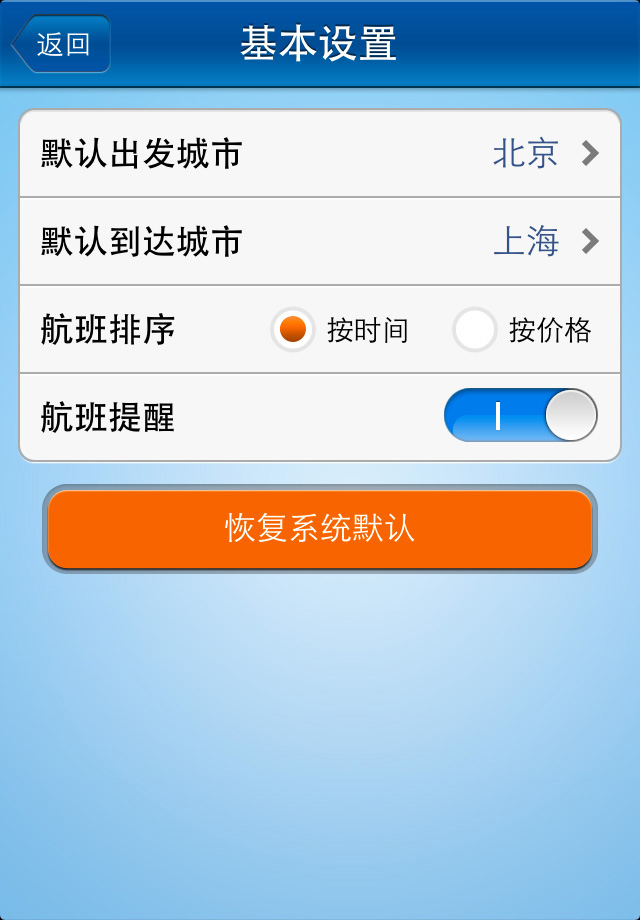 返回
基本设置
默认出发城市 北京
默认到达城市 上海
航班排序 按时间 按价格
航班提醒
恢复系统默认